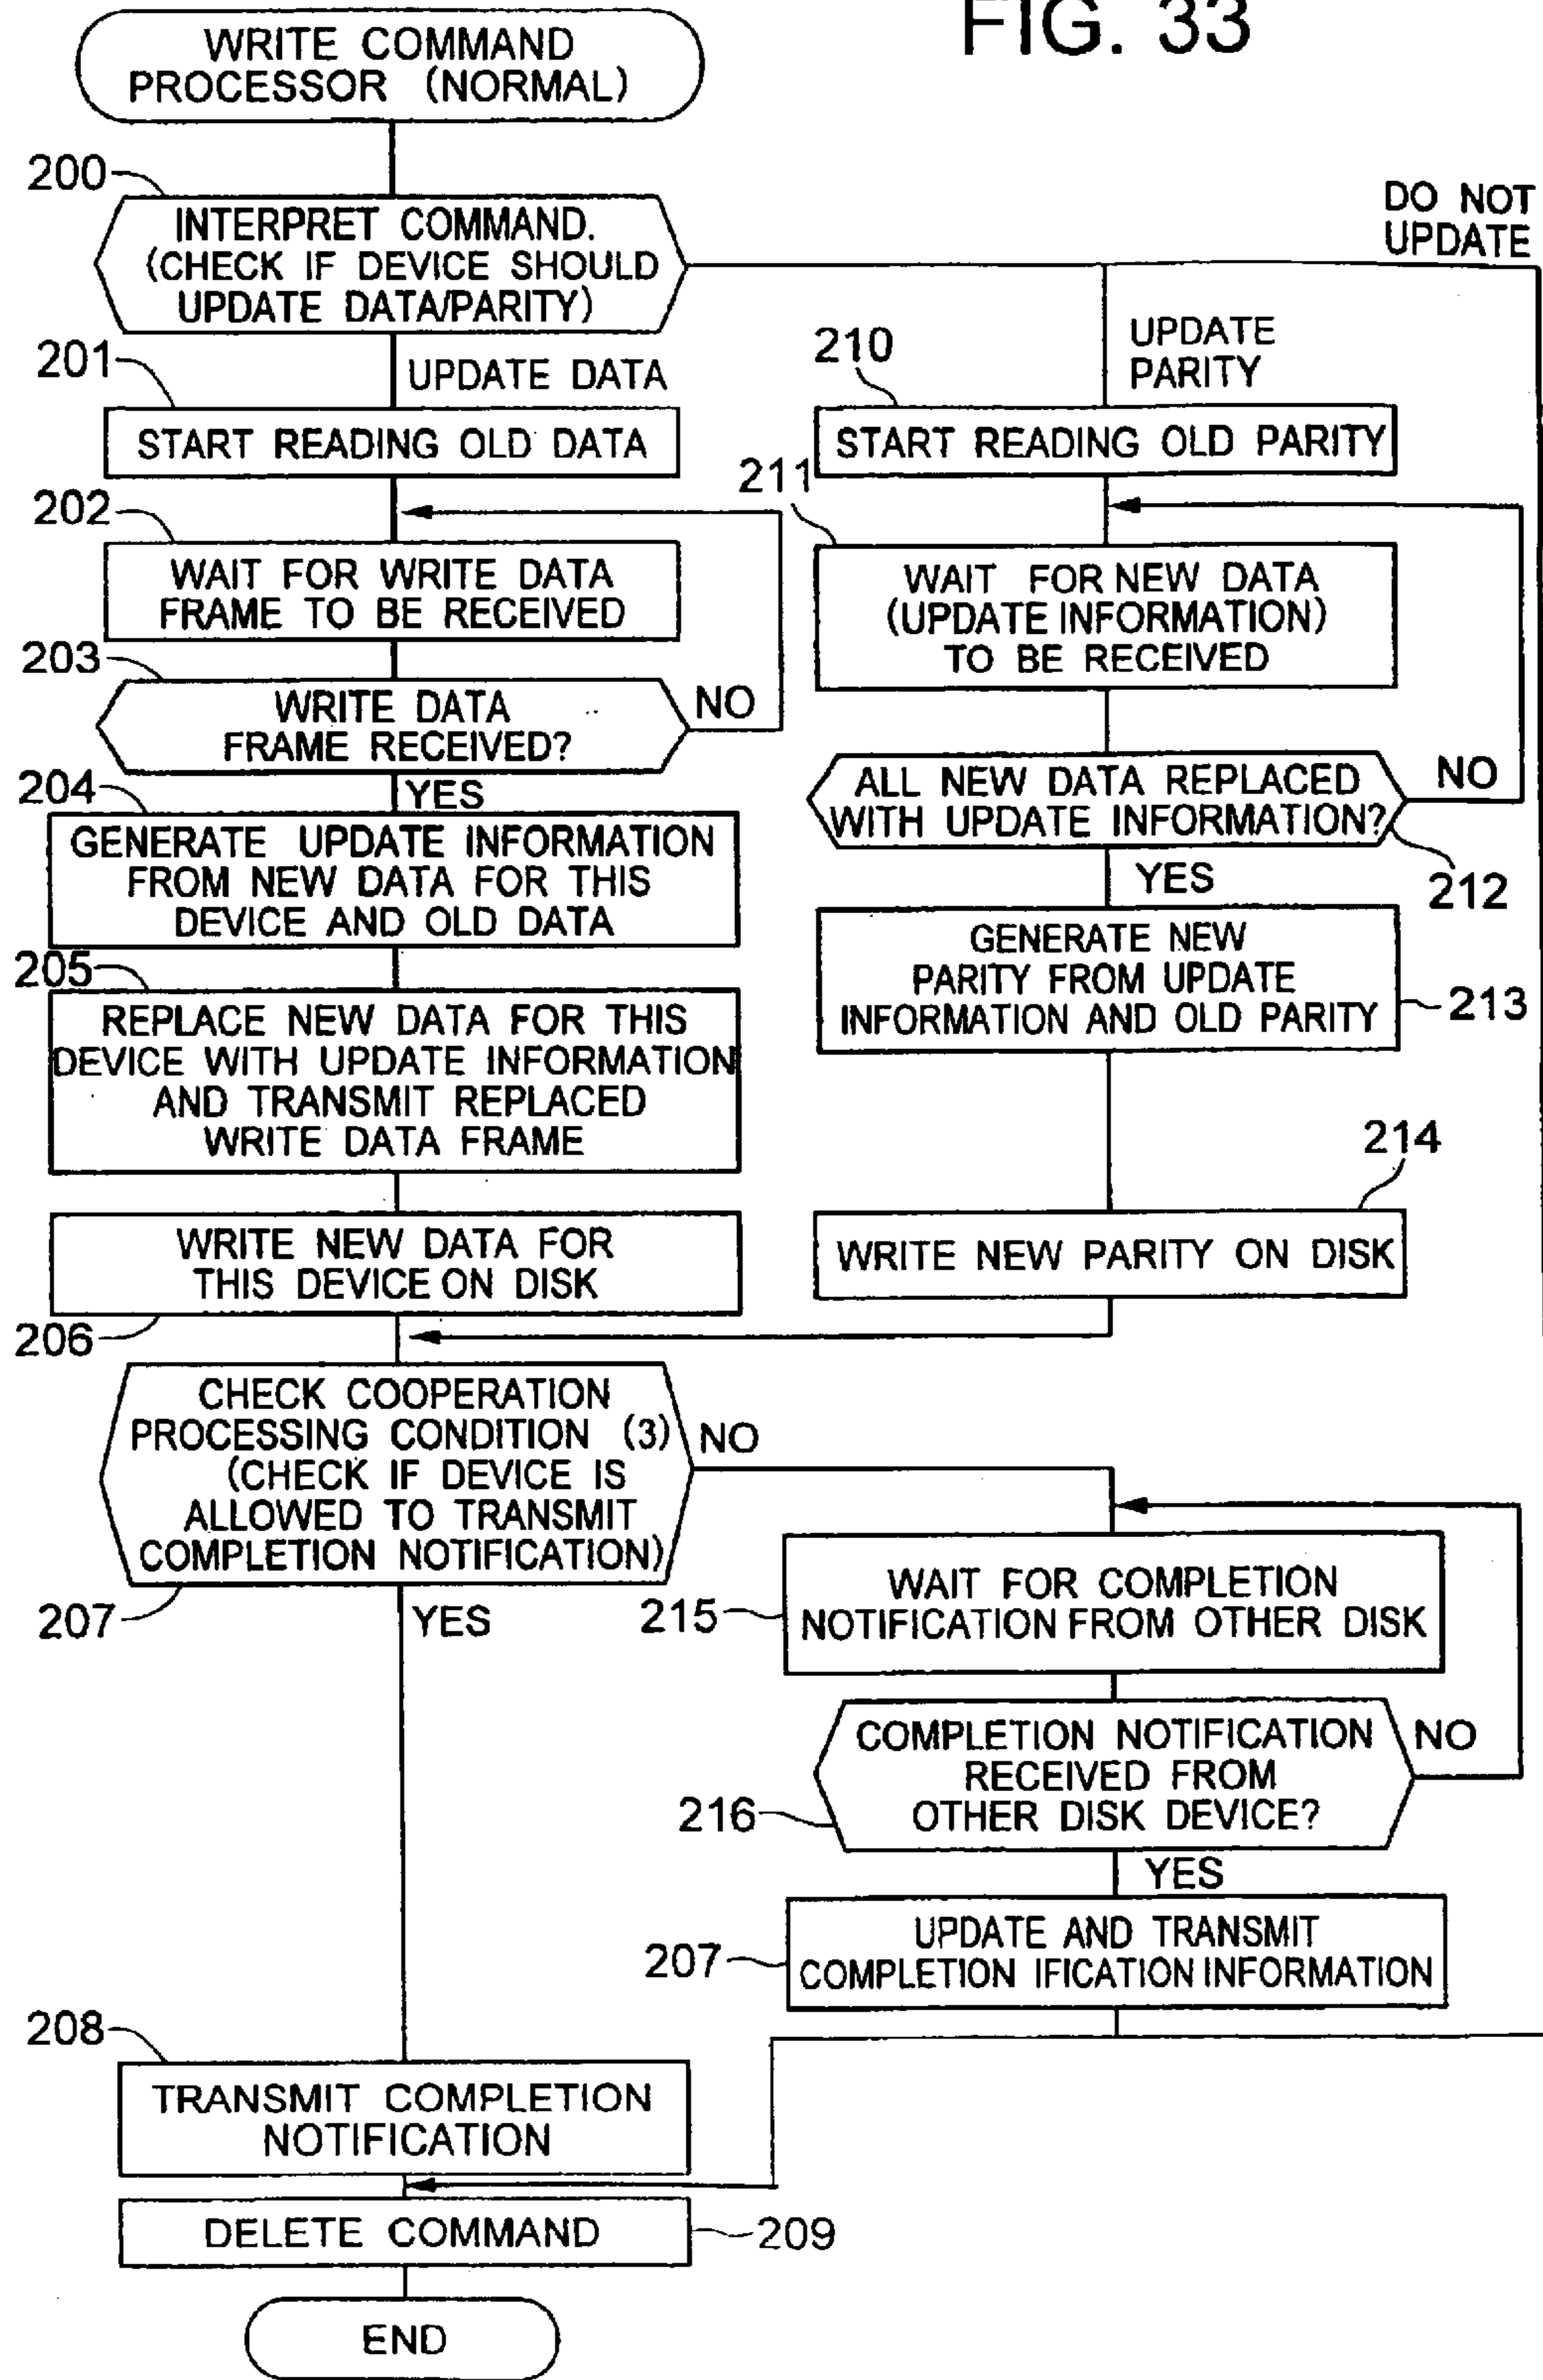 FIG. 33
WRITE COMMAND
PROCESSOR (NORMAL)
200
INTERPRET COMMAND.
(CHECK IF DEVICE SHOULD
UPDATE DATA/PARITY)
DO NOT
UPDATE
201
UPDATE DATA
START READING OLD DATA
202
WAIT FOR WRITE DATA
FRAME TO BE RECEIVED
203
WRITE DATA
FRAME RECEIVED?
NO
204
YES
GENERATE UPDATE INFORMATION
FROM NEW DATA FOR THIS
DEVICE AND OLD DATA
205
REPLACE NEW DATA FOR THIS
DEVICE WITH UPDATE INFORMATION
AND TRANSMIT REPLACED
WRITE DATA FRAME
WRITE NEW DATA FOR
THIS DEVICE ON DISK
206
210
UPDATE
PARITY
START READING OLD PARITY
211
WAIT FOR NEW DATA
(UPDATE INFORMATION)
TO BE RECEIVED
ALL NEW DATA REPLACED
WITH UPDATE INFORMATION?
NO
212
YES
GENERATE NEW
PARITY FROM UPDATE
INFORMATION AND OLD PARITY
213
214
WRITE NEW PARITY ON DISK
CHECK COOPERATION
PROCESSING CONDITION (3)
(CHECK IF DEVICE IS
ALLOWED TO TRANSMIT
COMPLETION NOTIFICATION)
NO
207
YES
215
WAIT FOR COMPLETION
NOTIFICATION FROM OTHER DISK
COMPLETION NOTIFICATION
RECEIVED FROM
OTHER DISK DEVICE?
NO
216
YES
207
UPDATE AND TRANSMIT
COMPLETION IFICATION INFORMATION
208
TRANSMIT COMPLETION
NOTIFICATION
DELETE COMMAND
209
END